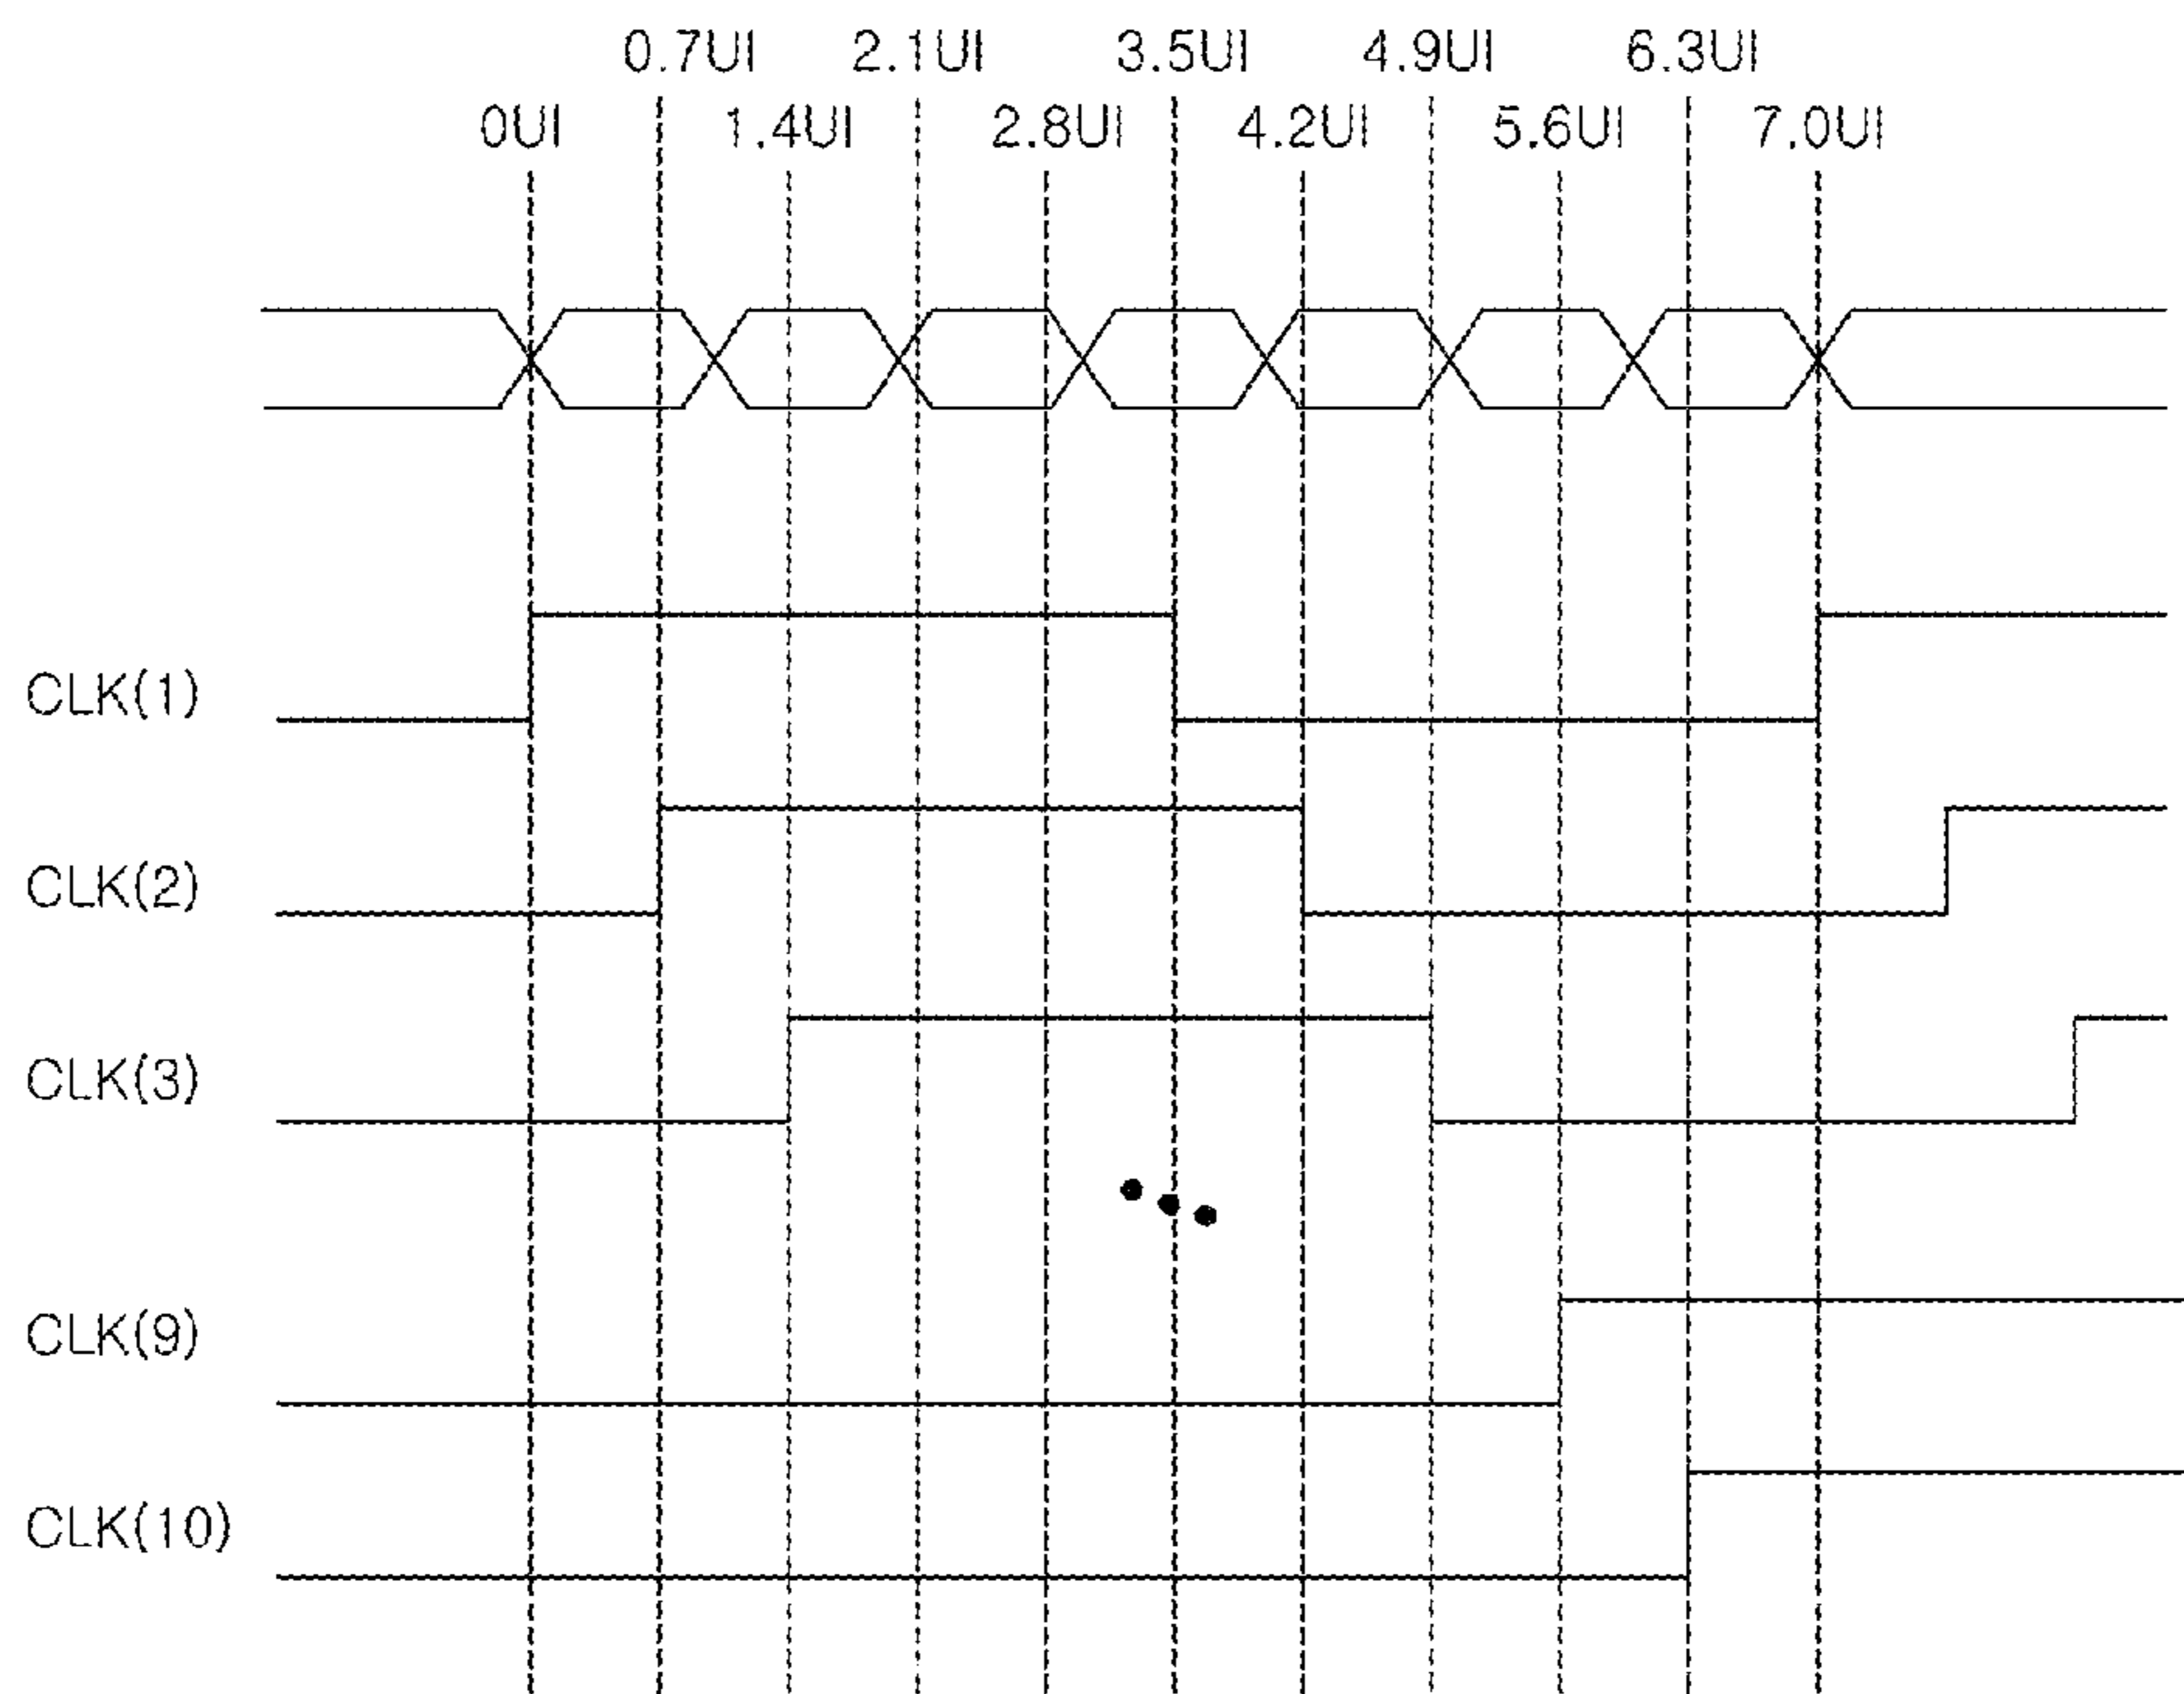 0.7UI 2.1UI 3.5UI 4.9UI 6.3UI
0UI 1.4UI 2.8UI 4.2UI 5.6UI 7.0UI
CLK(1)
CLK(2)
CLK(3)
CLK(9)
CLK(10)